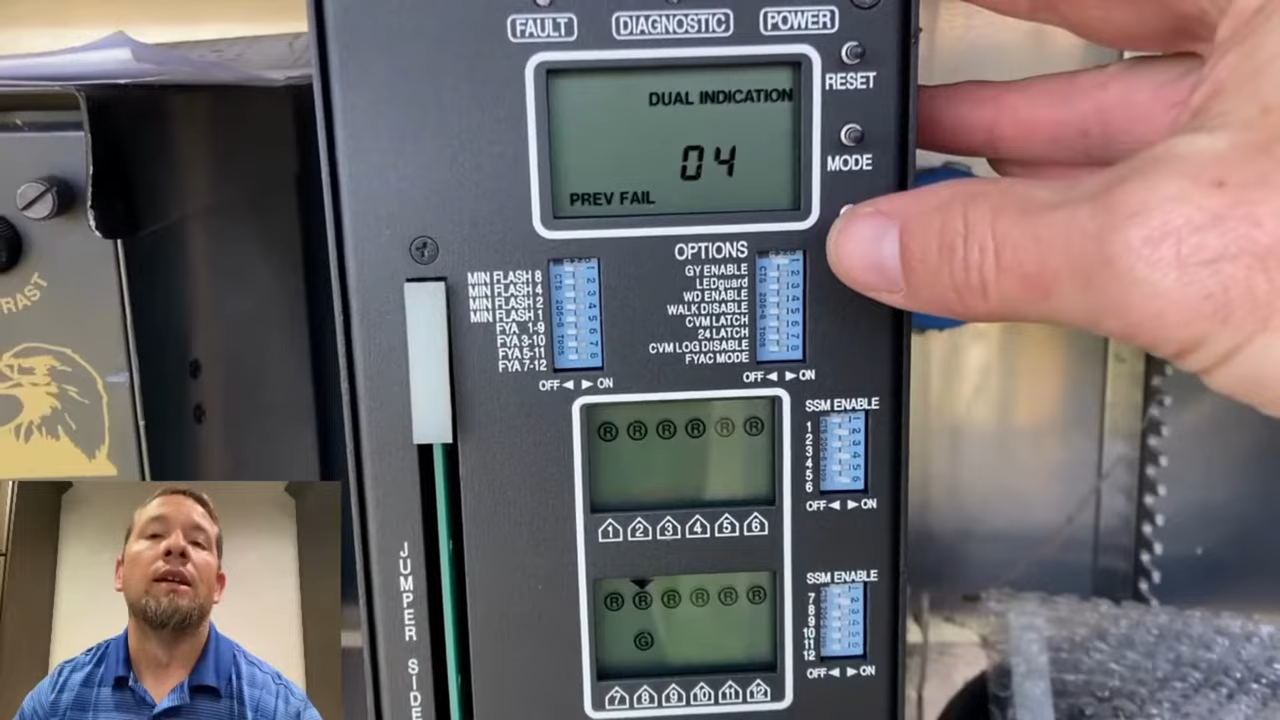 FAULT
DIAGNOSTIC
POWER
RESET
MODE
DUAL INDICATION
04
PREV FAIL
MIN FLASH 8
MIN FLASH 4
MIN FLASH 2
MIN FLASH 1
FYA 1-9
FYA 3-10
FYA 5-11
FYA 7-12
OFF ◄ ► ON
OPTIONS
GY ENABLE
LEDguard
WD ENABLE
WALK DISABLE
CVM LATCH
24 LATCH
CVM LOG DISABLE
FYAC MODE
OFF ◄ ► ON
R R R R R R
1 2 3 4 5 6
SSM ENABLE
1
2
3
4
5
6
OFF ◄ ► ON
R R R R R R
G
7 8 9 10 11 12
SSM ENABLE
7
8
9
10
11
12
OFF ◄ ► ON
JUMPER SIDE
RAST